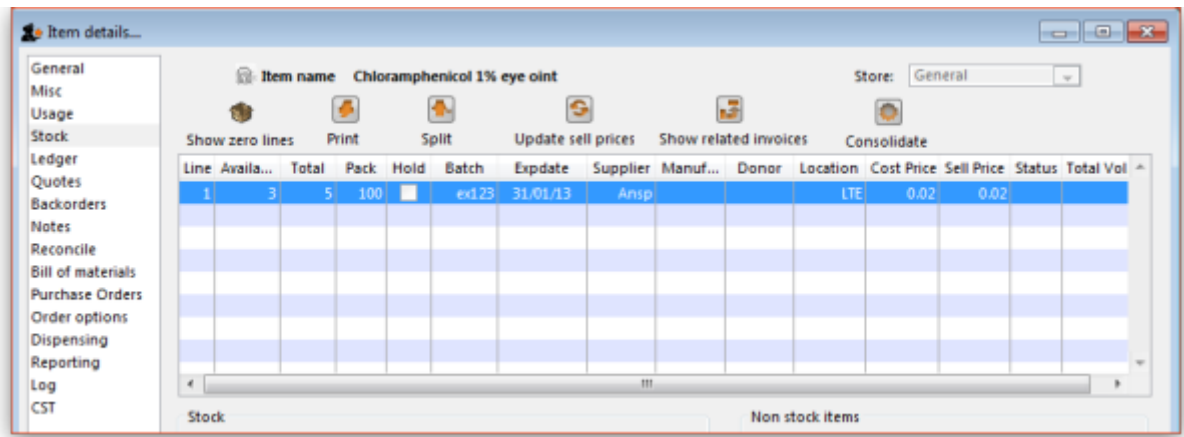 Item details...
General
Misc
Usage
Stock
Ledger
Quotes
Backorders
Notes
Reconcile
Bill of materials
Purchase Orders
Order options
Dispensing
Reporting
Log
CST
Item name Chloramphenicol 1% eye oint
Store: General
Show zero lines Print Split Update sell prices Show related invoices Consolidate
Line Availa... Total Pack Hold Batch Expdate Supplier Manuf... Donor Location Cost Price Sell Price Status Total Vol
1 3 5 100 ex123 31/01/13 Ansp LTE 0.02 0.02
Stock
Non stock items